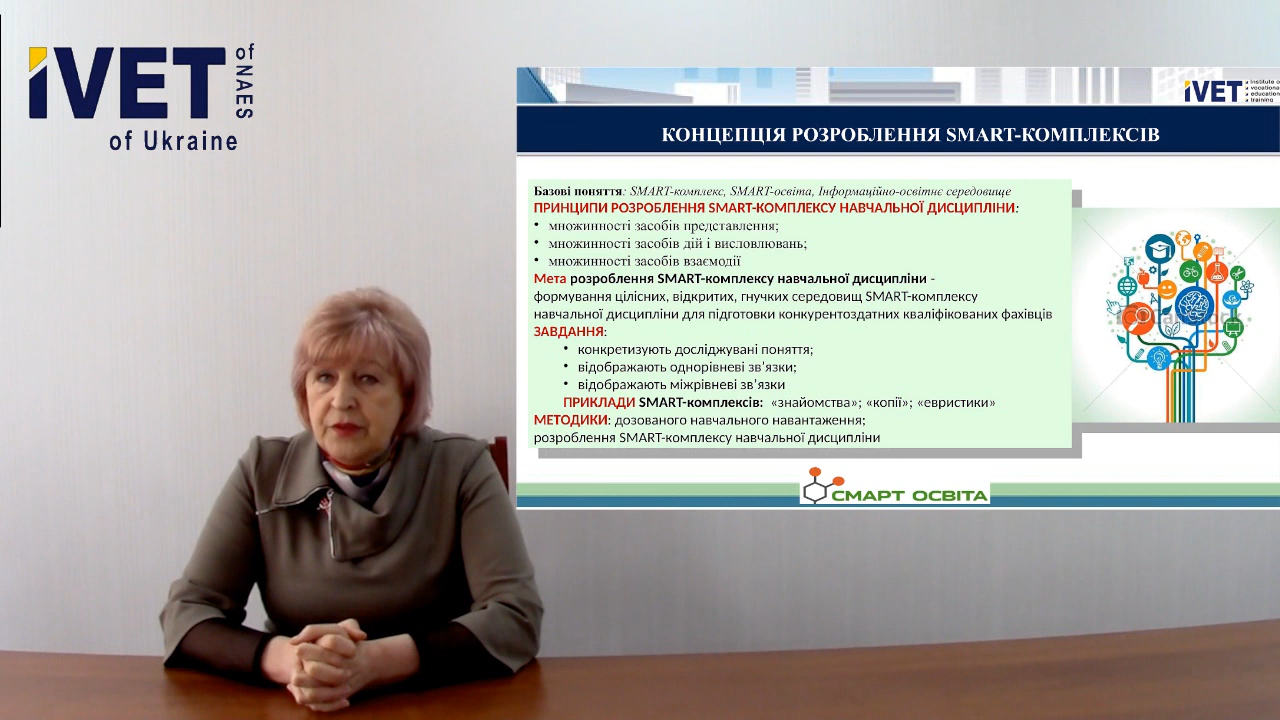 iVET
of NAES
of Ukraine
iVET
institute o
vocationa
educatio
training
КОНЦЕПЦІЯ РОЗРОБЛЕННЯ SMART-КОМПЛЕКСІВ
Базові поняття: SMART-комплекс, SMART-освіта, Інформаційно-освітнє середовище
ПРИНЦИПИ РОЗРОБЛЕННЯ SMART-КОМПЛЕКСУ НАВЧАЛЬНОЇ ДИСЦИПЛІНИ:
• множинності засобів представлення;
• множинності засобів дій і висловлювань;
• множинності засобів взаємодії
Мета розроблення SMART-комплексу навчальної дисципліни -
формування цілісних, відкритих, гнучких середовищ SMART-комплексу
навчальної дисципліни для підготовки конкурентоздатних кваліфікованих фахівців
ЗАВДАННЯ:
• конкретизують досліджувані поняття;
• відображають однорівневі зв'язки;
• відображають міжрівневі зв'язки
ПРИКЛАДИ SMART-комплексів: «знайомства»; «копії»; «евристики»
МЕТОДИКИ: дозованого навчального навантаження;
розроблення SMART-комплексу навчальної дисципліни
СМАРТ ОСВІТА